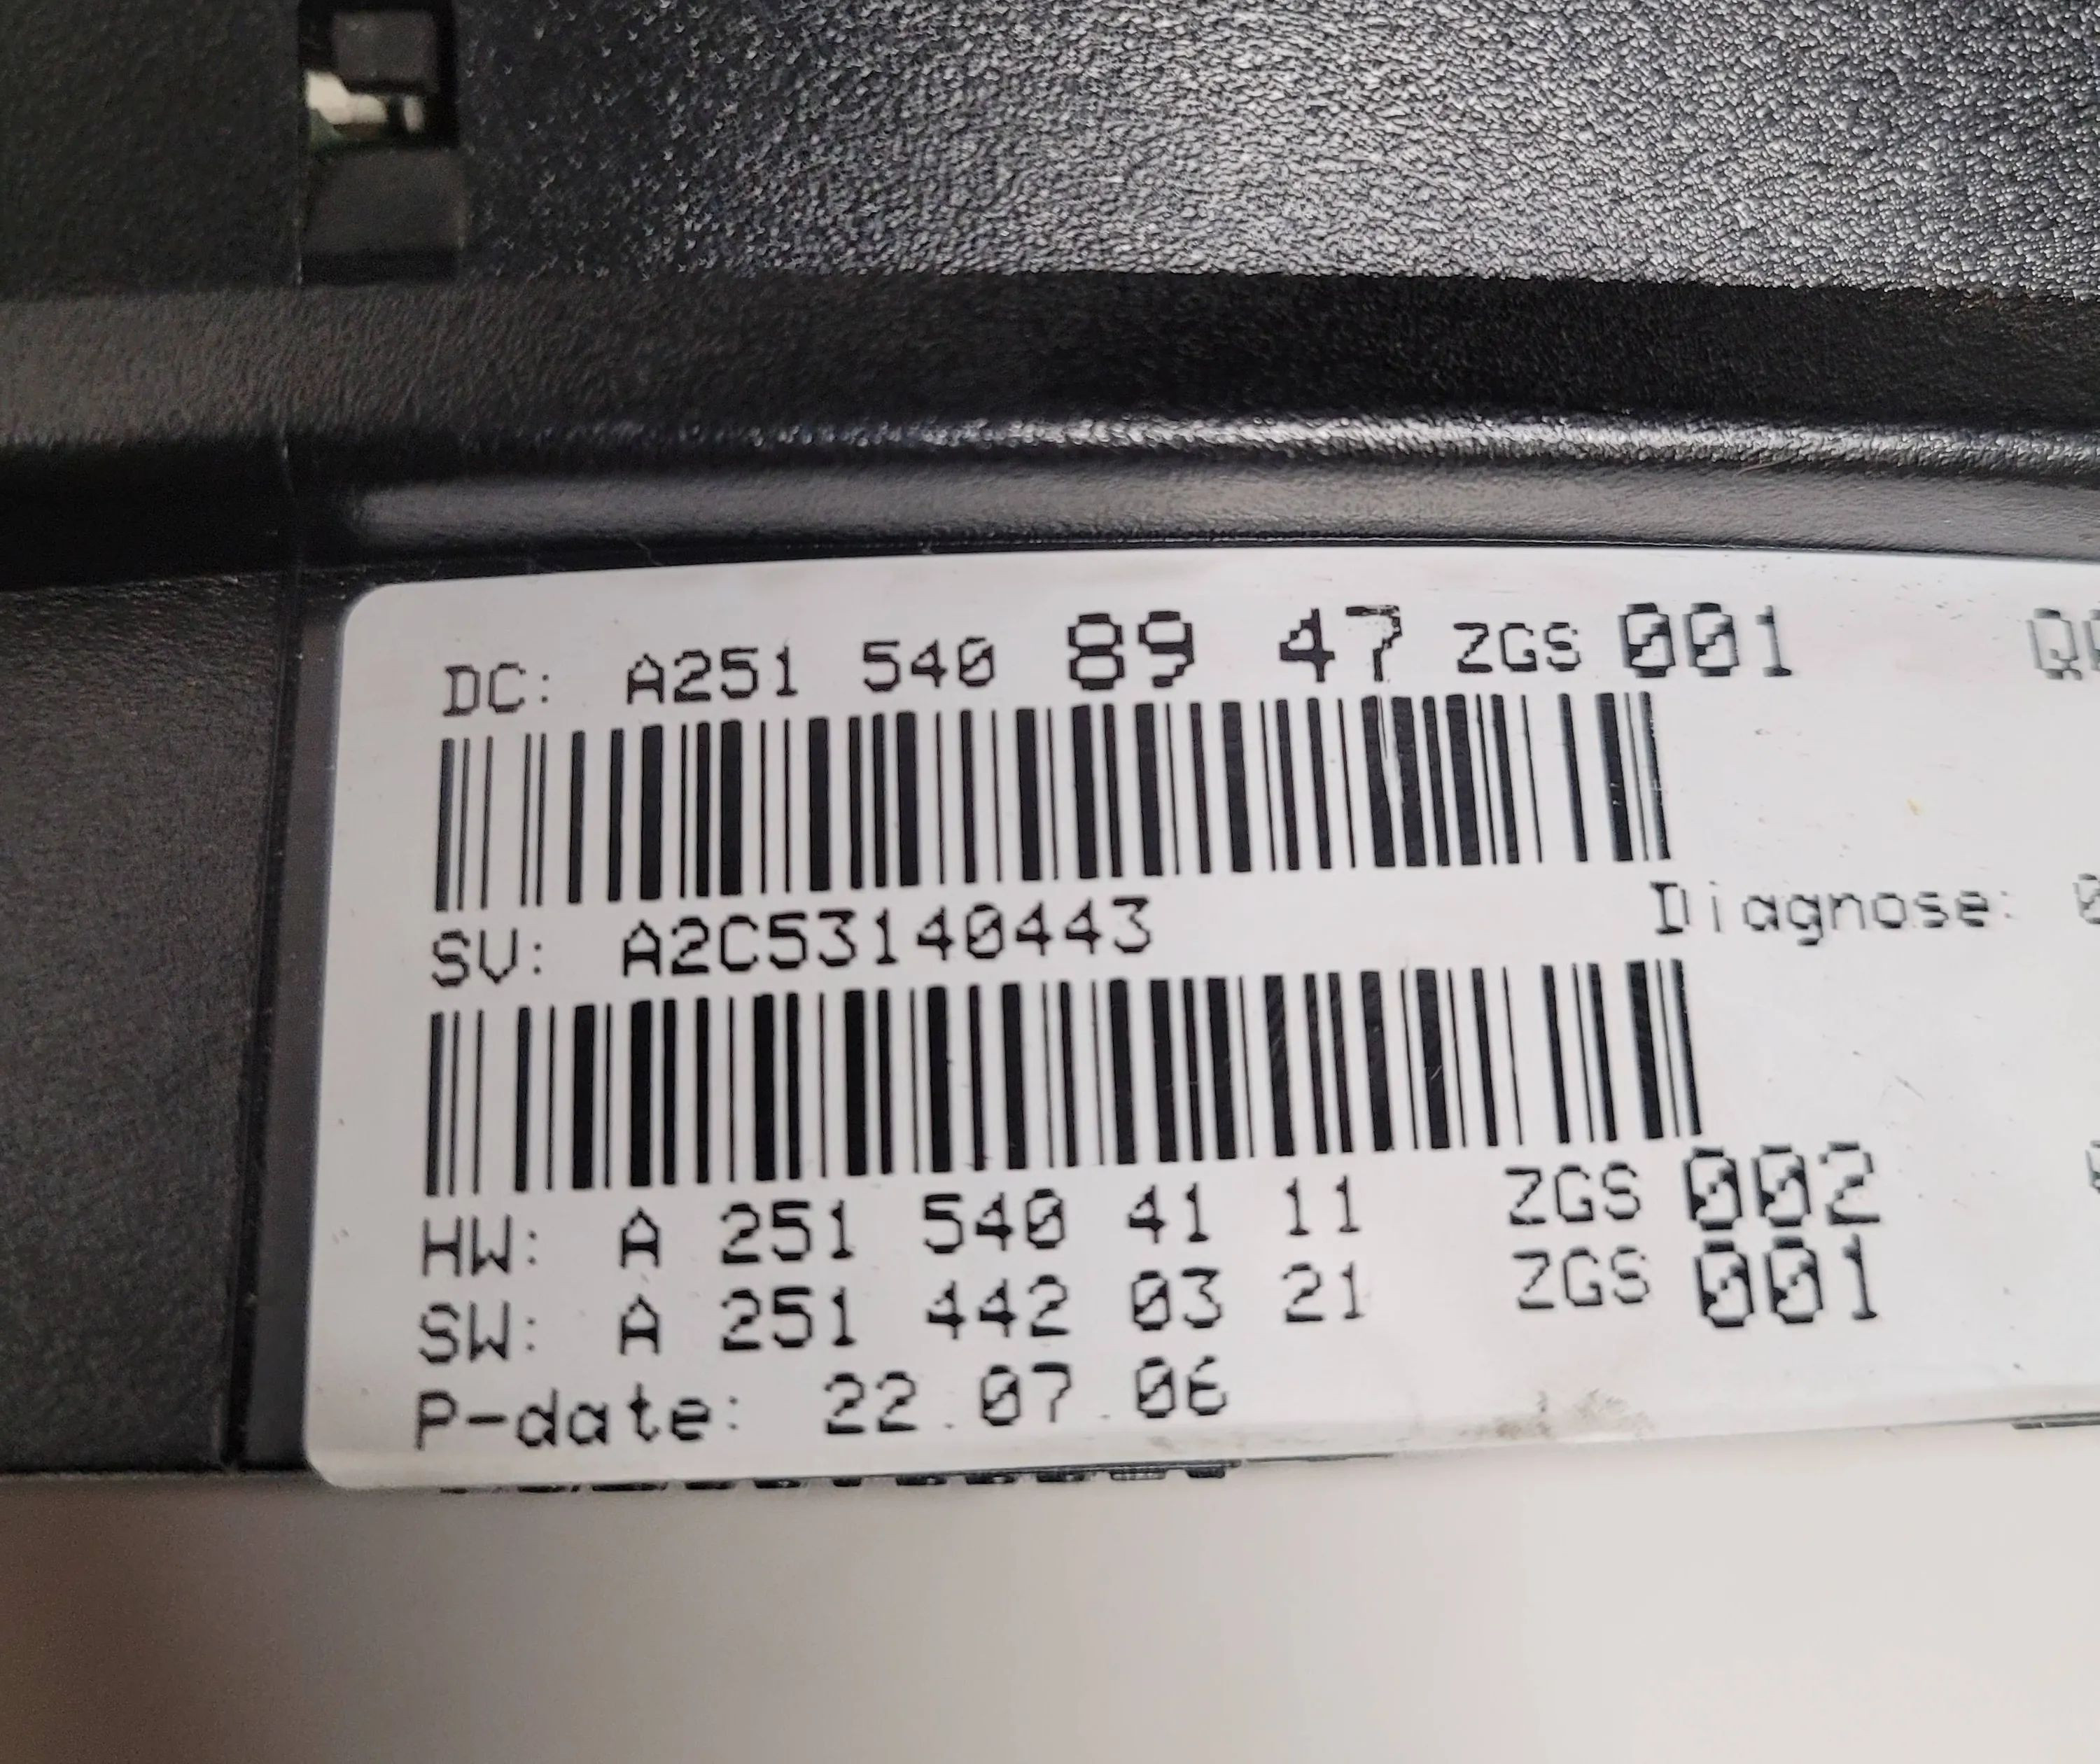 DC: A251 540 89 47 ZGS 001
SV: A2C53140443
Diagnose:
HW: A 251 540 41 11 ZGS 002
SW: A 251 442 03 21 ZGS 001
P-date: 22.07.06